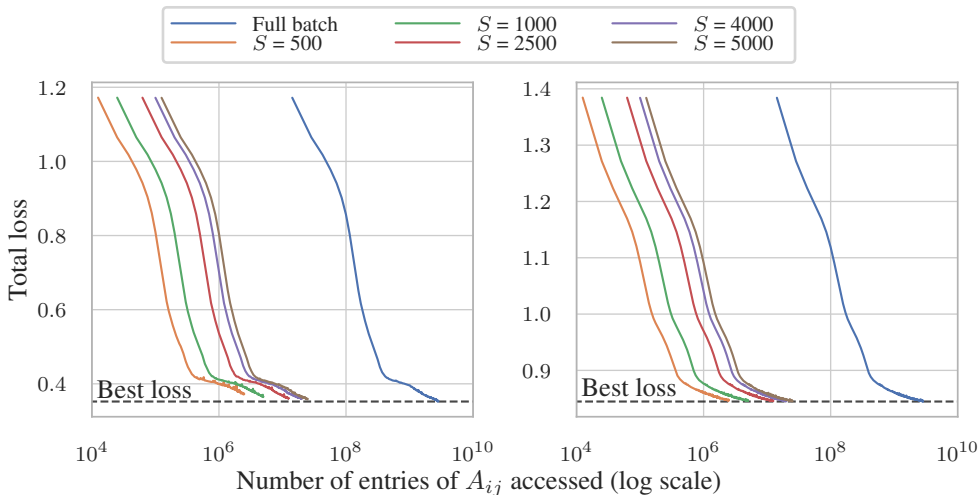 Full batch S = 1000 S = 4000
S = 500 S = 2500 S = 5000
Total loss
1.2
1.0
0.8
0.6
0.4
Best loss
10^4 10^6 10^8 10^10
1.4
1.3
1.2
1.1
1.0
0.9
Best loss
10^4 10^6 10^8 10^10
Number of entries of A_{ij} accessed (log scale)